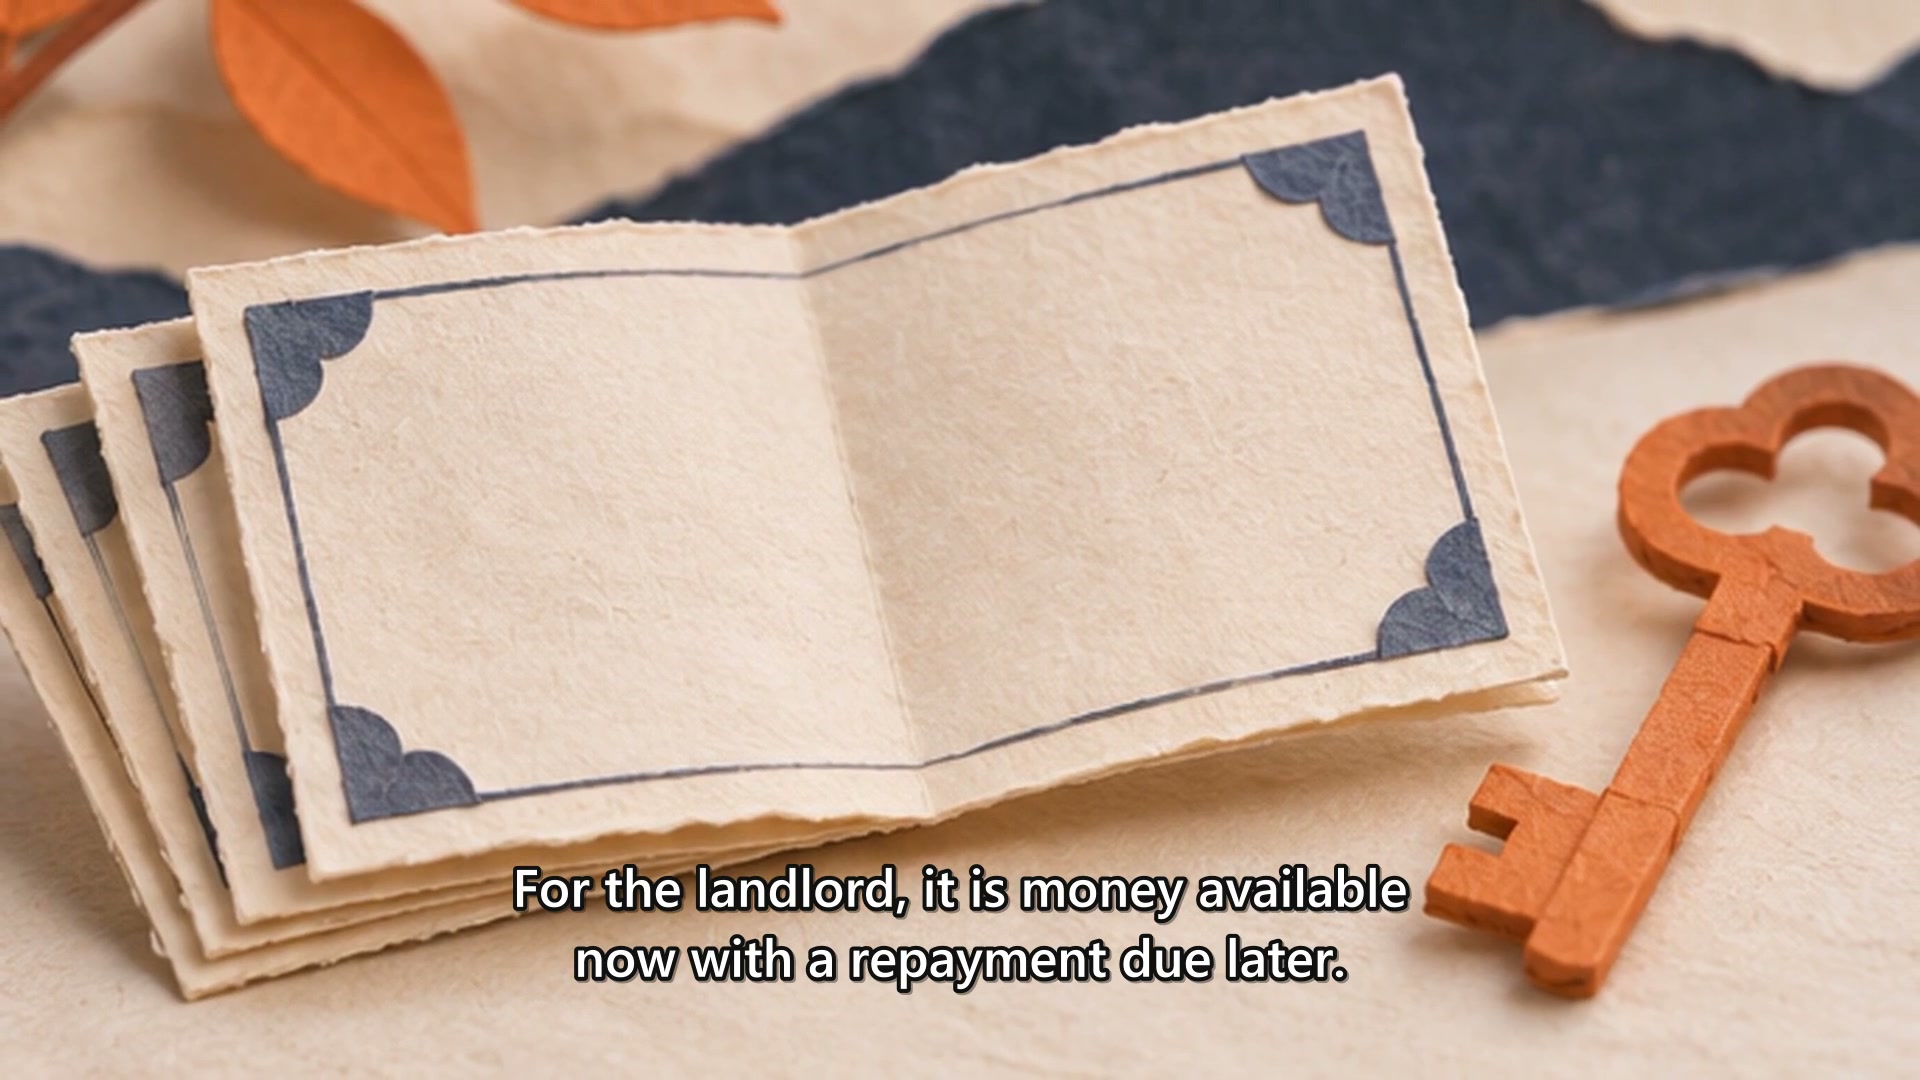 For the landlord, it is money available
now with a repayment due later.